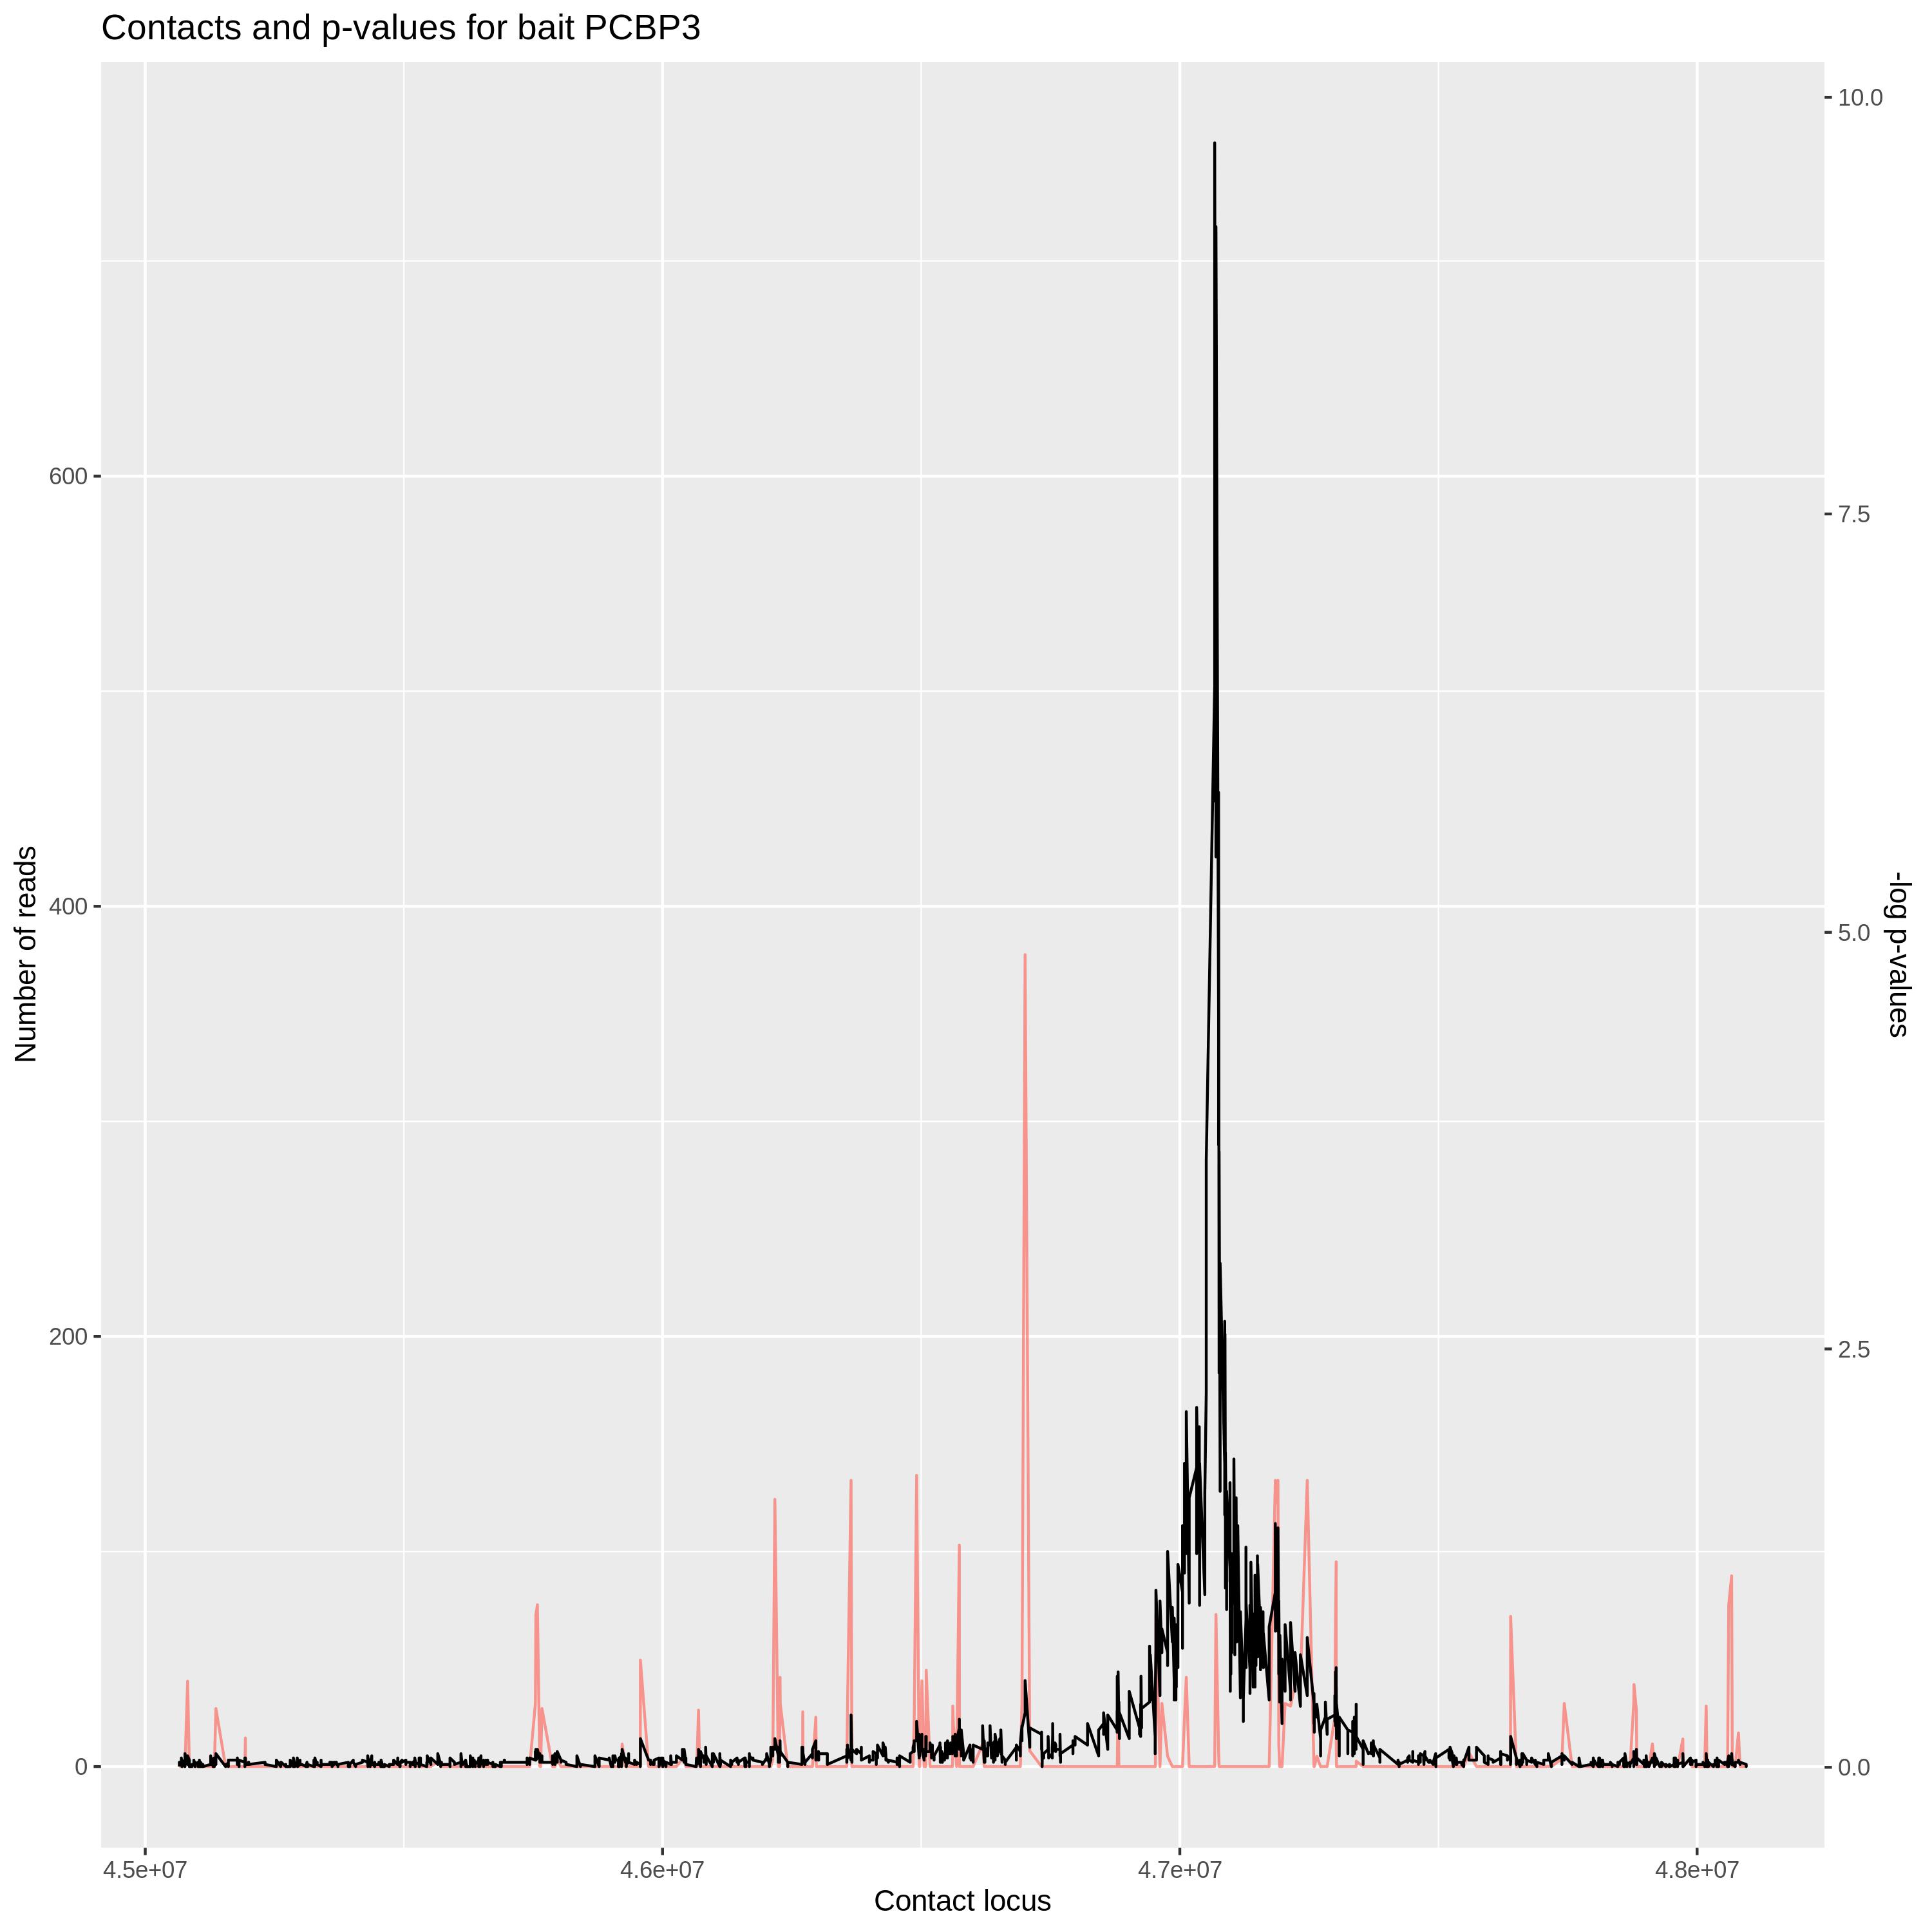 Contacts and p-values for bait PCBP3
10.0
7.5
5.0
2.5
0.0
600
400
200
0
Number of reads
-log p-values
4.5e+07
4.6e+07
4.7e+07
4.8e+07
Contact locus